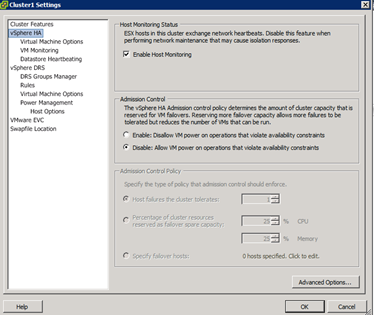 Cluster1 Settings
Cluster Features
vSphere HA
Virtual Machine Options
VM Monitoring
Datastore Heartbeating
vSphere DRS
DRS Groups Manager
Rules
Virtual Machine Options
Power Management
Host Options
VMware EVC
Swapfile Location
Host Monitoring Status
ESX hosts in this cluster exchange network heartbeats. Disable this feature when
performing network maintenance that may cause isolation responses.
Enable Host Monitoring
Admission Control
The vSphere HA Admission control policy determines the amount of cluster capacity that is
reserved for VM failovers. Reserving more failover capacity allows more failures to be
tolerated but reduces the number of VMs that can be run.
Enable: Disallow VM power on operations that violate availability constraints
Disable: Allow VM power on operations that violate availability constraints
Admission Control Policy
Specify the type of policy that admission control should enforce.
Host failures the cluster tolerates: 1
Percentage of cluster resources
reserved as failover spare capacity:
25 % CPU
25 % Memory
Specify failover hosts: 0 hosts specified. Click to edit.
Advanced Options...
Help
OK
Cancel